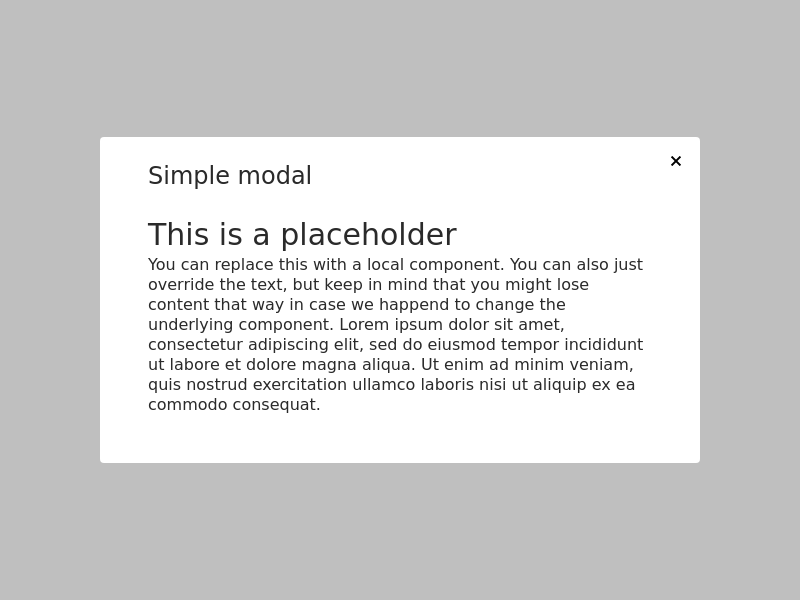 Simple modal
This is a placeholder
You can replace this with a local component. You can also just
override the text, but keep in mind that you might lose
content that way in case we happend to change the
underlying component. Lorem ipsum dolor sit amet,
consectetur adipiscing elit, sed do eiusmod tempor incididunt
ut labore et dolore magna aliqua. Ut enim ad minim veniam,
quis nostrud exercitation ullamco laboris nisi ut aliquip ex ea
commodo consequat.